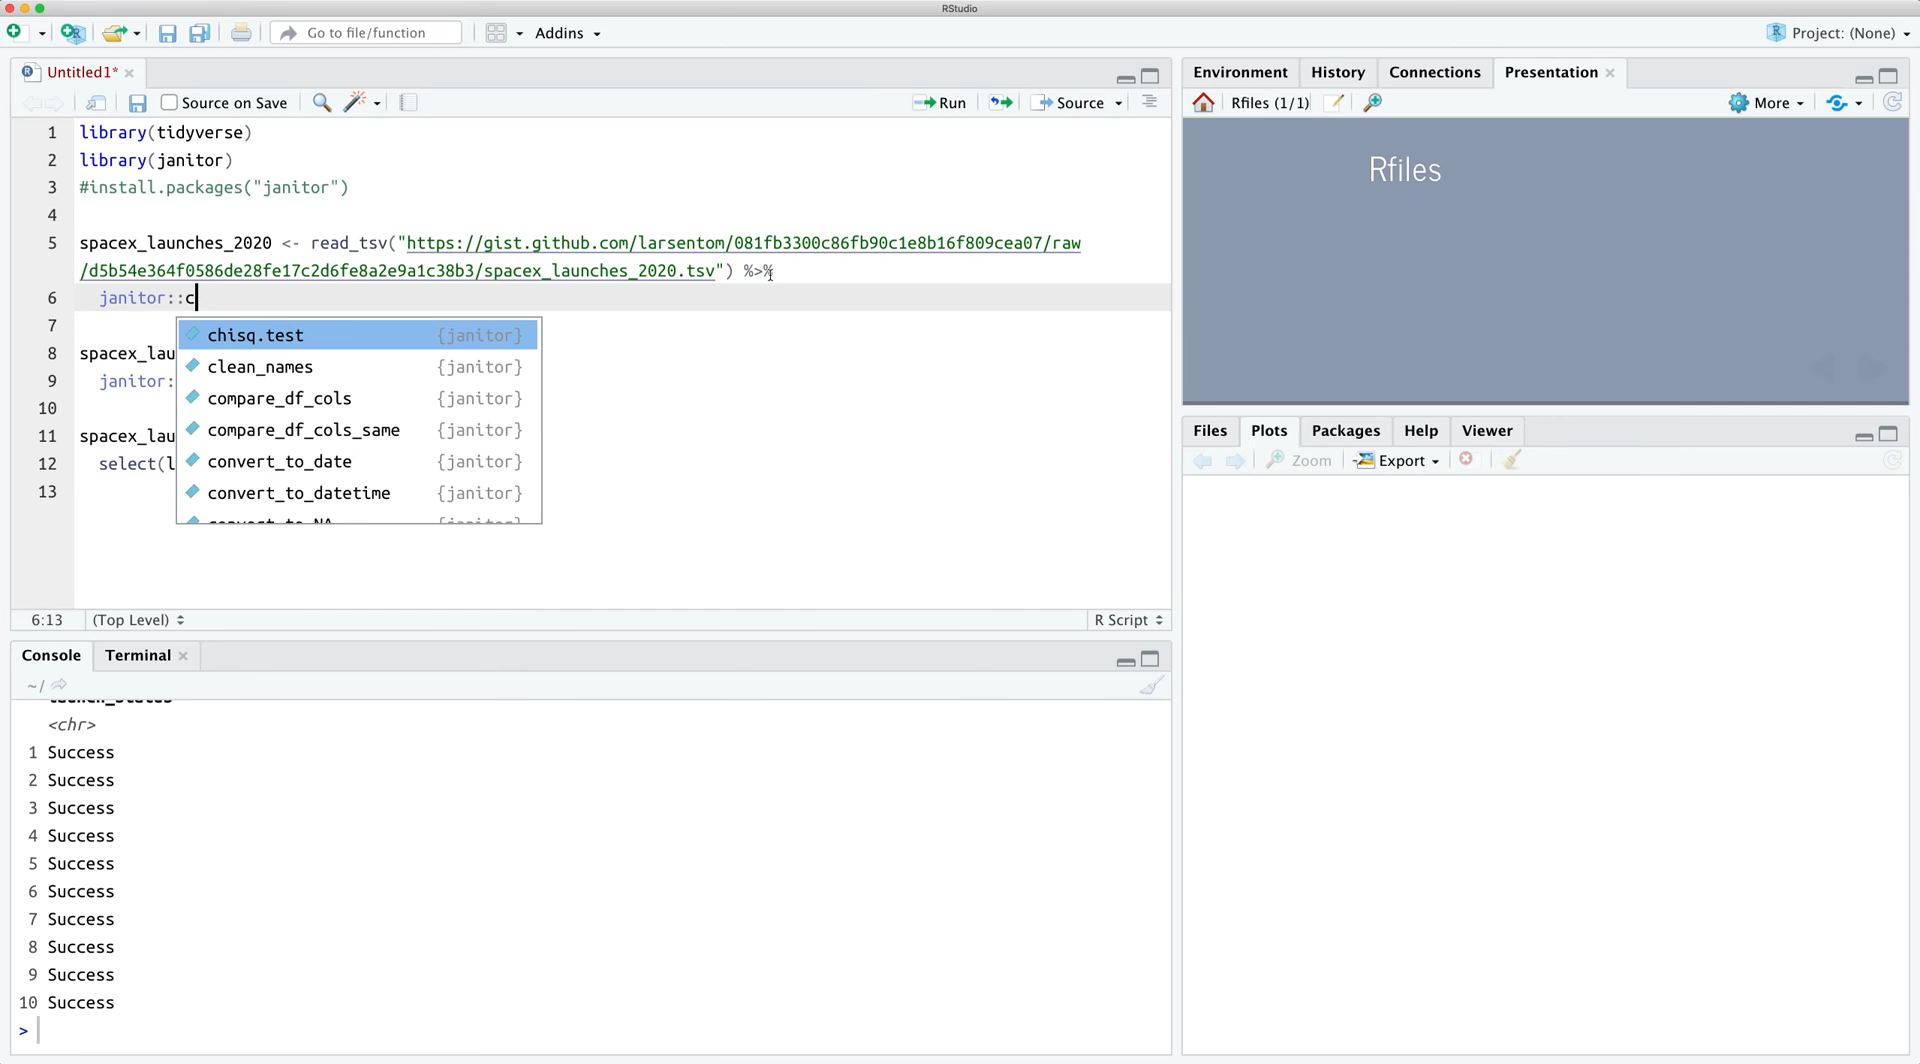 RStudio
Go to file/function
Addins
Project: (None)
Untitled1*
Source on Save
Run
Source
1 library(tidyverse)
2 library(janitor)
3 #install.packages("janitor")
4
5 spacex_launches_2020 <- read_tsv("https://gist.github.com/larsentom/081fb3300c86fb90c1e8b16f809cea07/raw
/d5b54e364f0586de28fe17c2d6fe8a2e9a1c38b3/spacex_launches_2020.tsv") %>%
6 janitor::c
7
8 spacex_lau
9 janitor:
10
11 spacex_lau
12 select(l
13
chisq.test {janitor}
clean_names {janitor}
compare_df_cols {janitor}
compare_df_cols_same {janitor}
convert_to_date {janitor}
convert_to_datetime {janitor}
convert_to_NA {janitor}
6:13 (Top Level) R Script
Console Terminal
~/
launch_status
<chr>
1 Success
2 Success
3 Success
4 Success
5 Success
6 Success
7 Success
8 Success
9 Success
10 Success
>
Environment History Connections Presentation
Rfiles (1/1) More
Rfiles
Files Plots Packages Help Viewer
Zoom Export